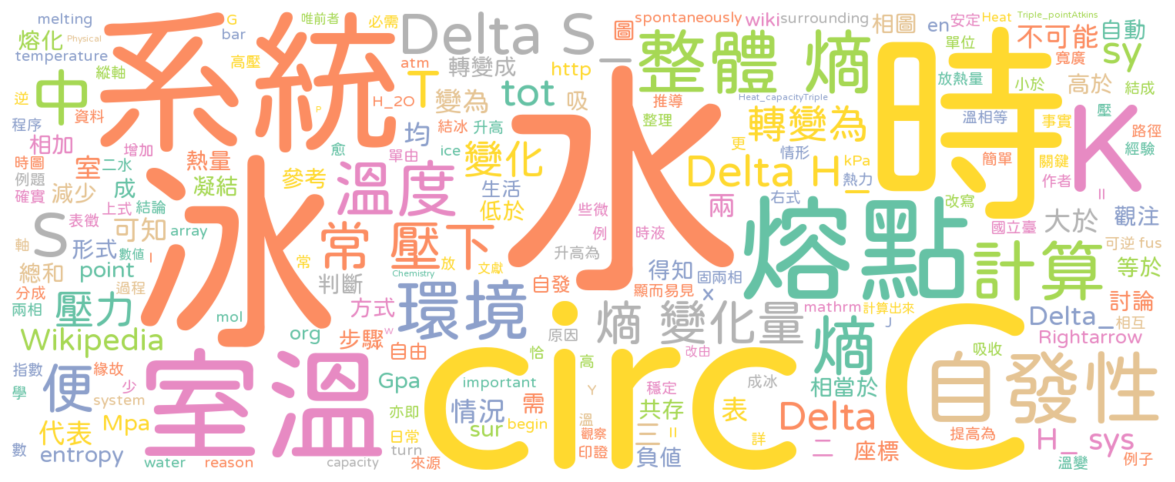 melting
G
bar
必需
唯前者
Physical
spontaneously
wiki
surrounding
相圖
en
安定
Heat
Triple_pointAtkins
熔化
temperature
高壓
系統
Delta S
圖
整體 熵
不可能
自動
單位
寬廣
sy
縱軸
中
資料
逆
程序
atm
轉變成
http
一
T
變為
tot
吸
H_2O
推導
Heat_capacityTriple
整理
轉變為
時
放熱量
小於
高於
結成
壓
溫相等
事實
路徑
經驗
K
相加
增加
時圖
室
二水
熱量
例題
減少
成
凝結
確實
均
結冰
升高
愈
單由
ice
變化
參考
溫度
生活
低於
水
更
情形
kPa
Delta H_
熱力
簡單
關鍵
作者
II
冰
S
表徵
上式
結論
可知
array
軸
形式
數值
I
總和
point
分成
過程
兩相
壓力
mol
Wikipedia
org
常 壓下
些微
例
時液
兩
右式
改寫
國立臺
大於
觀注
升高為
熔點
計算
可逆
fus
等於
常
放
文獻
Chemistry
判斷
自發
得知
固兩相
顯而易見
x
mathrm
計算出來
J
討論
Delta_
相互
Rightarrow
環境
方式
步驟
w
自由
原因
熵 變化量
熵
相當於
吸收
指數
緣故
少
學
便
system
室溫
Gpa
important
恰
高
改由
circ C
穩定
成冰
自發性
代表
Mpa
亦即
情況
需
Y
共存
表
Delta
數
entropy
日常
sur
begin
溫
II
觀察
三
詳
二
座標
提高為
H_ sys
water
reason
capacity
turn
來源
印證
負值
溫變
例子
P